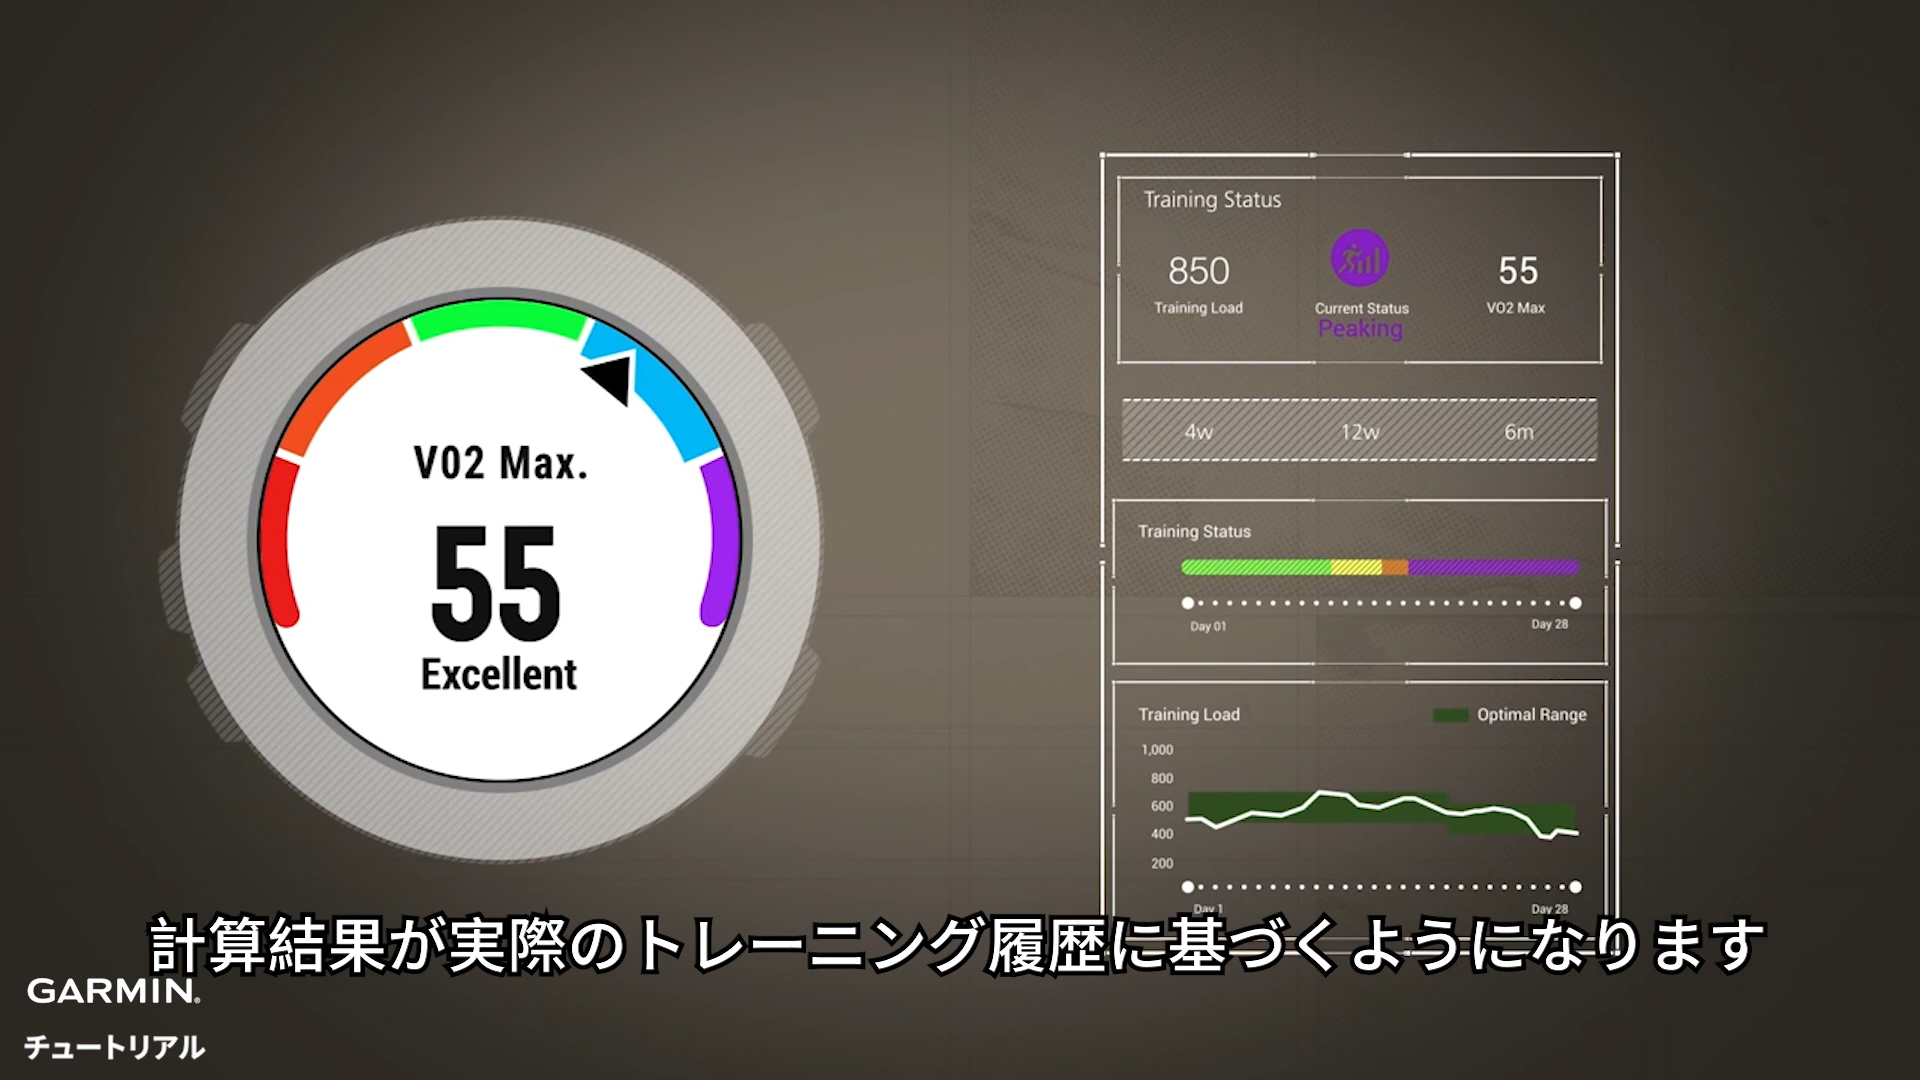 V02 Max.
55
Excellent
Training Status
850
Training Load
Current Status
Peaking
55
VO2 Max
4w
12w
6m
Training Status
Day 01
Day 28
Training Load
Optimal Range
1,000
800
600
400
200
Day 1
Day 28
計算結果が実際のトレーニング履歴に基づくようになります
GARMIN®
チュートリアル